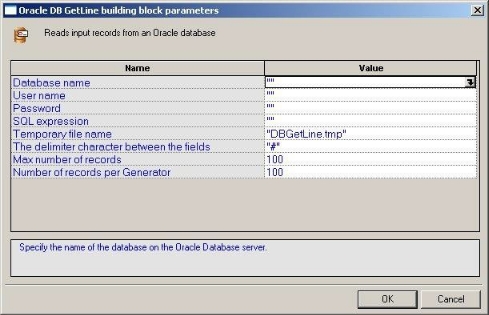 Oracle DB GetLine building block parameters
Reads input records from an Oracle database
Name Value
Database name ""
User name ""
Password ""
SQL expression ""
Temporary file name "DBGetLine.tmp"
The delimiter character between the fields "#"
Max number of records 100
Number of records per Generator 100
Specify the name of the database on the Oracle Database server.
OK Cancel